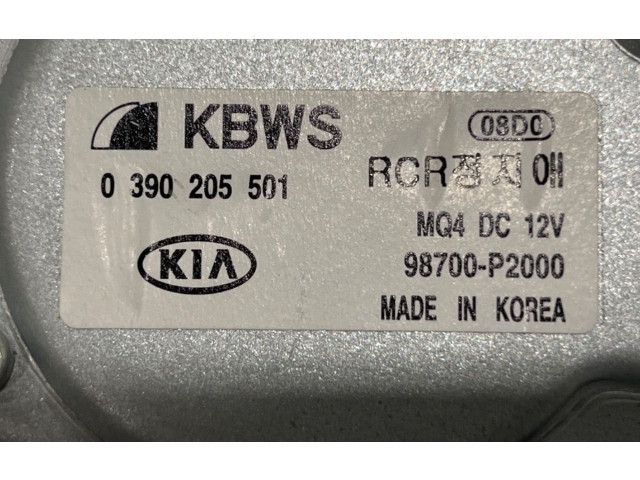 KBWS
08D0
0 390 205 501
RCR정지애
MQ4 DC 12V
KIA
98700-P2000
MADE IN KOREA